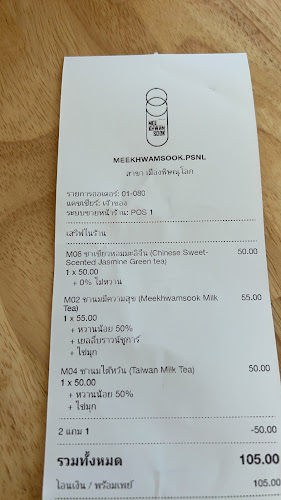 MEE
KHWAM
SOOK
MEEKHWAMSOOK.PSNL
สาขา เมืองพิษณุโลก
รายการออเดอร์: 01-080
แคชเชียร์: เจ้าของ
ระบบขายหน้าร้าน: POS 1
เสริฟในร้าน
M06 ชาเขียวหอมมะลิจีน (Chinese Sweet-Scented Jasmine Green tea) 50.00
1 x 50.00
+ 0% ไม่หวาน
M02 ชานมมีความสุข (Meekhwamsook Milk Tea) 55.00
1 x 55.00
+ หวานน้อย 50%
+ เยลลี่บราวน์ชูการ์
+ ไข่มุก
M04 ชานมไต้หวัน (Taiwan Milk Tea) 50.00
1 x 50.00
+ หวานน้อย 50%
+ ไข่มุก
2 แถม 1 -50.00
รวมทั้งหมด 105.00
โอนเงิน / พร้อมเพย์ 105.00